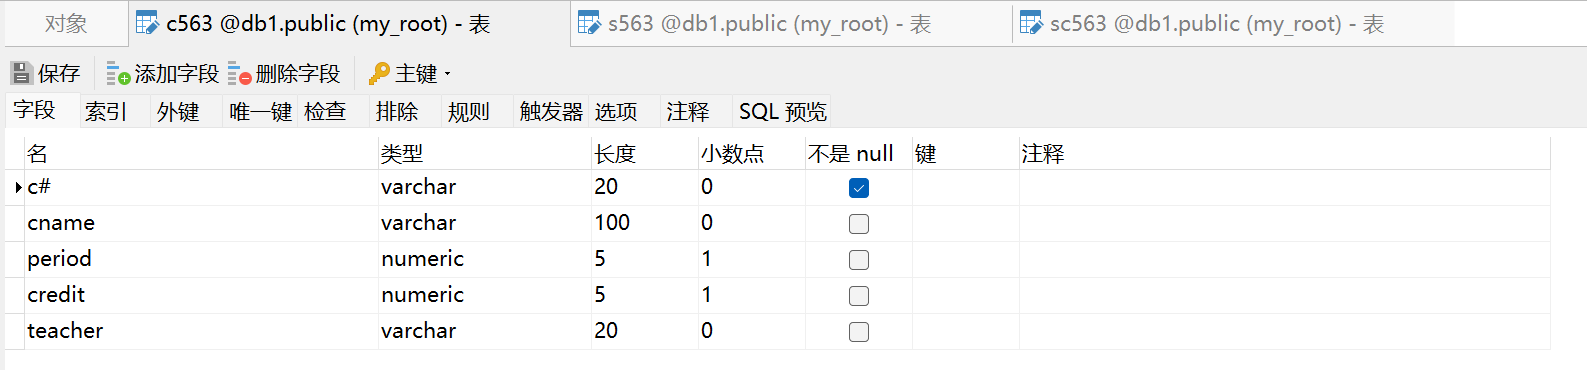 对象 c563 @db1.public (my_root) - 表 s563 @db1.public (my_root) - 表 sc563 @db1.public (my_root) - 表
保存 添加字段 删除字段 主键
字段 索引 外键 唯一键 检查 排除 规则 触发器 选项 注释 SQL 预览
名 类型 长度 小数点 不是 null 键 注释
c# varchar 20 0
cname varchar 100 0
period numeric 5 1
credit numeric 5 1
teacher varchar 20 0